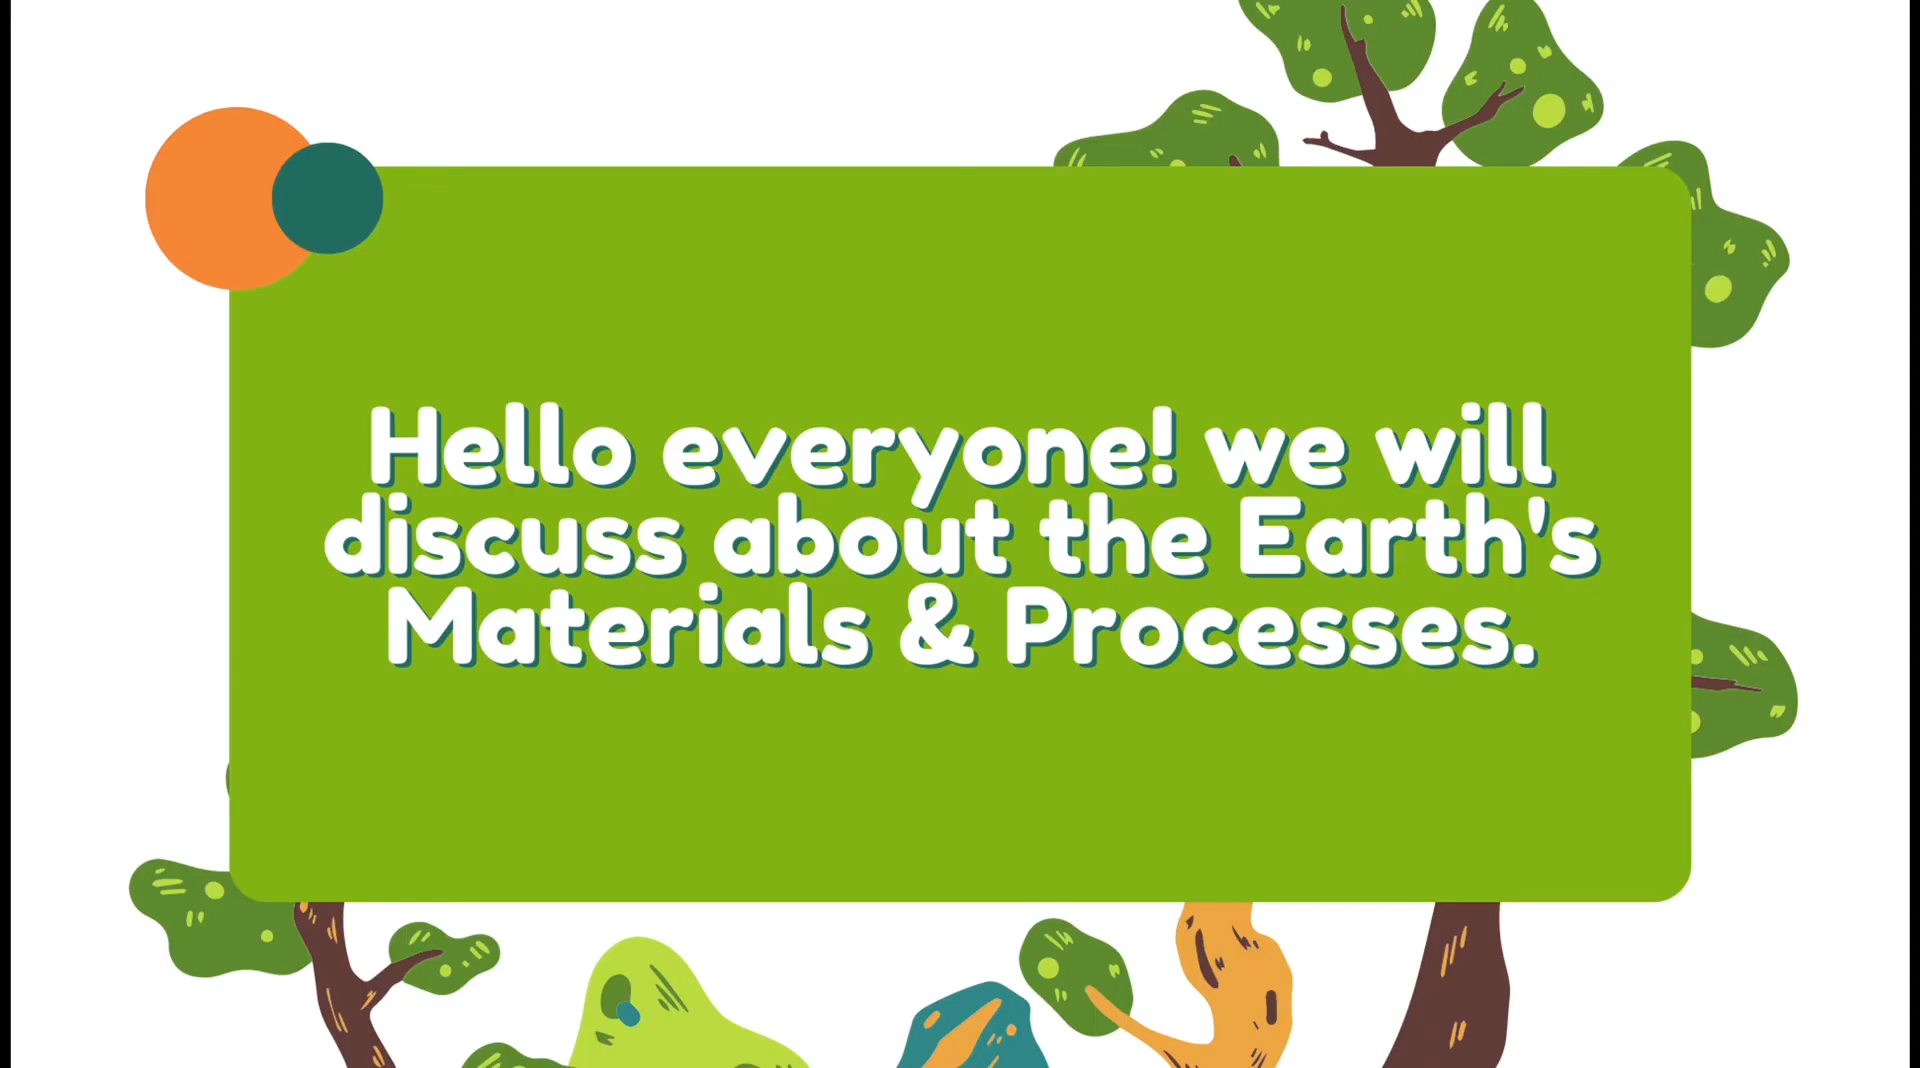 Hello everyone! we will
discuss about the Earth's
Materials & Processes.